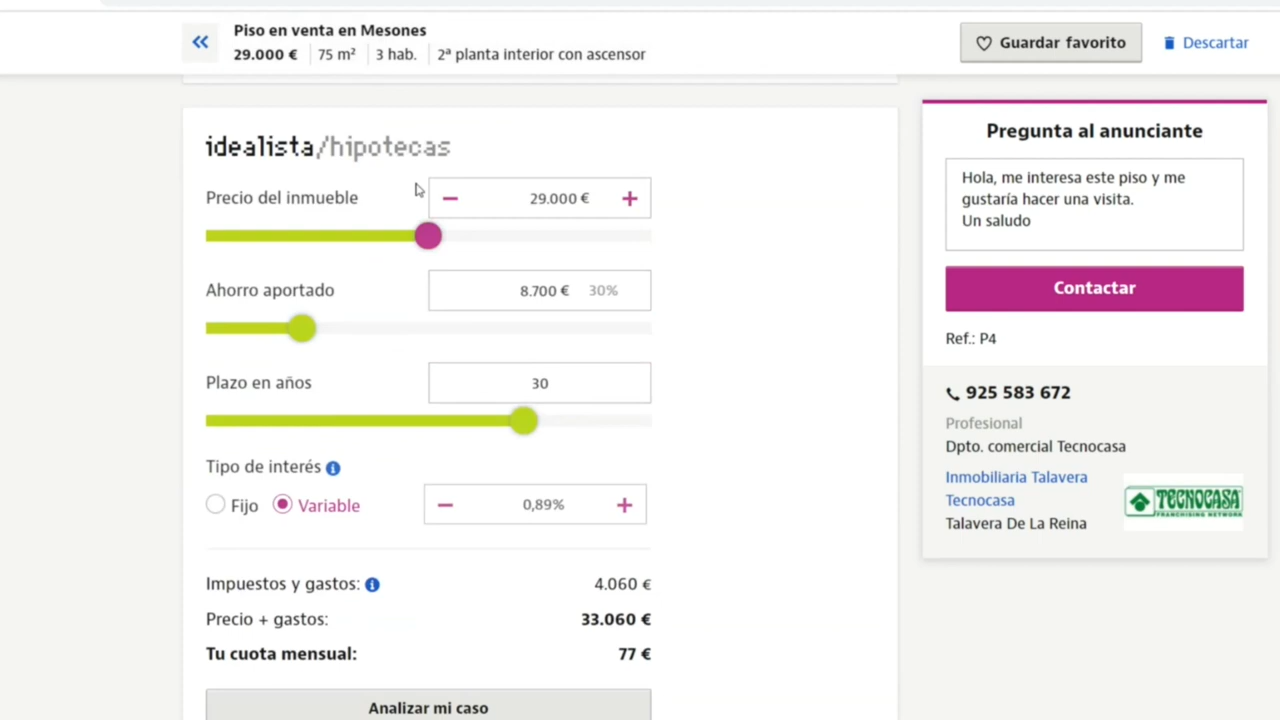 Piso en venta en Mesones
29.000 € 75 m² 3 hab. 2ª planta interior con ascensor
Guardar favorito
Descartar
idealista/hipotecas
Precio del inmueble
− 29.000 € +
Ahorro aportado
8.700 € 30%
Plazo en años
30
Tipo de interés
Fijo Variable
− 0,89% +
Impuestos y gastos: 4.060 €
Precio + gastos: 33.060 €
Tu cuota mensual: 77 €
Analizar mi caso
Pregunta al anunciante
Hola, me interesa este piso y me
gustaría hacer una visita.
Un saludo
Contactar
Ref.: P4
925 583 672
Profesional
Dpto. comercial Tecnocasa
Inmobiliaria Talavera
Tecnocasa
Talavera De La Reina
TECNOCASA
FRANCHISING NETWORK